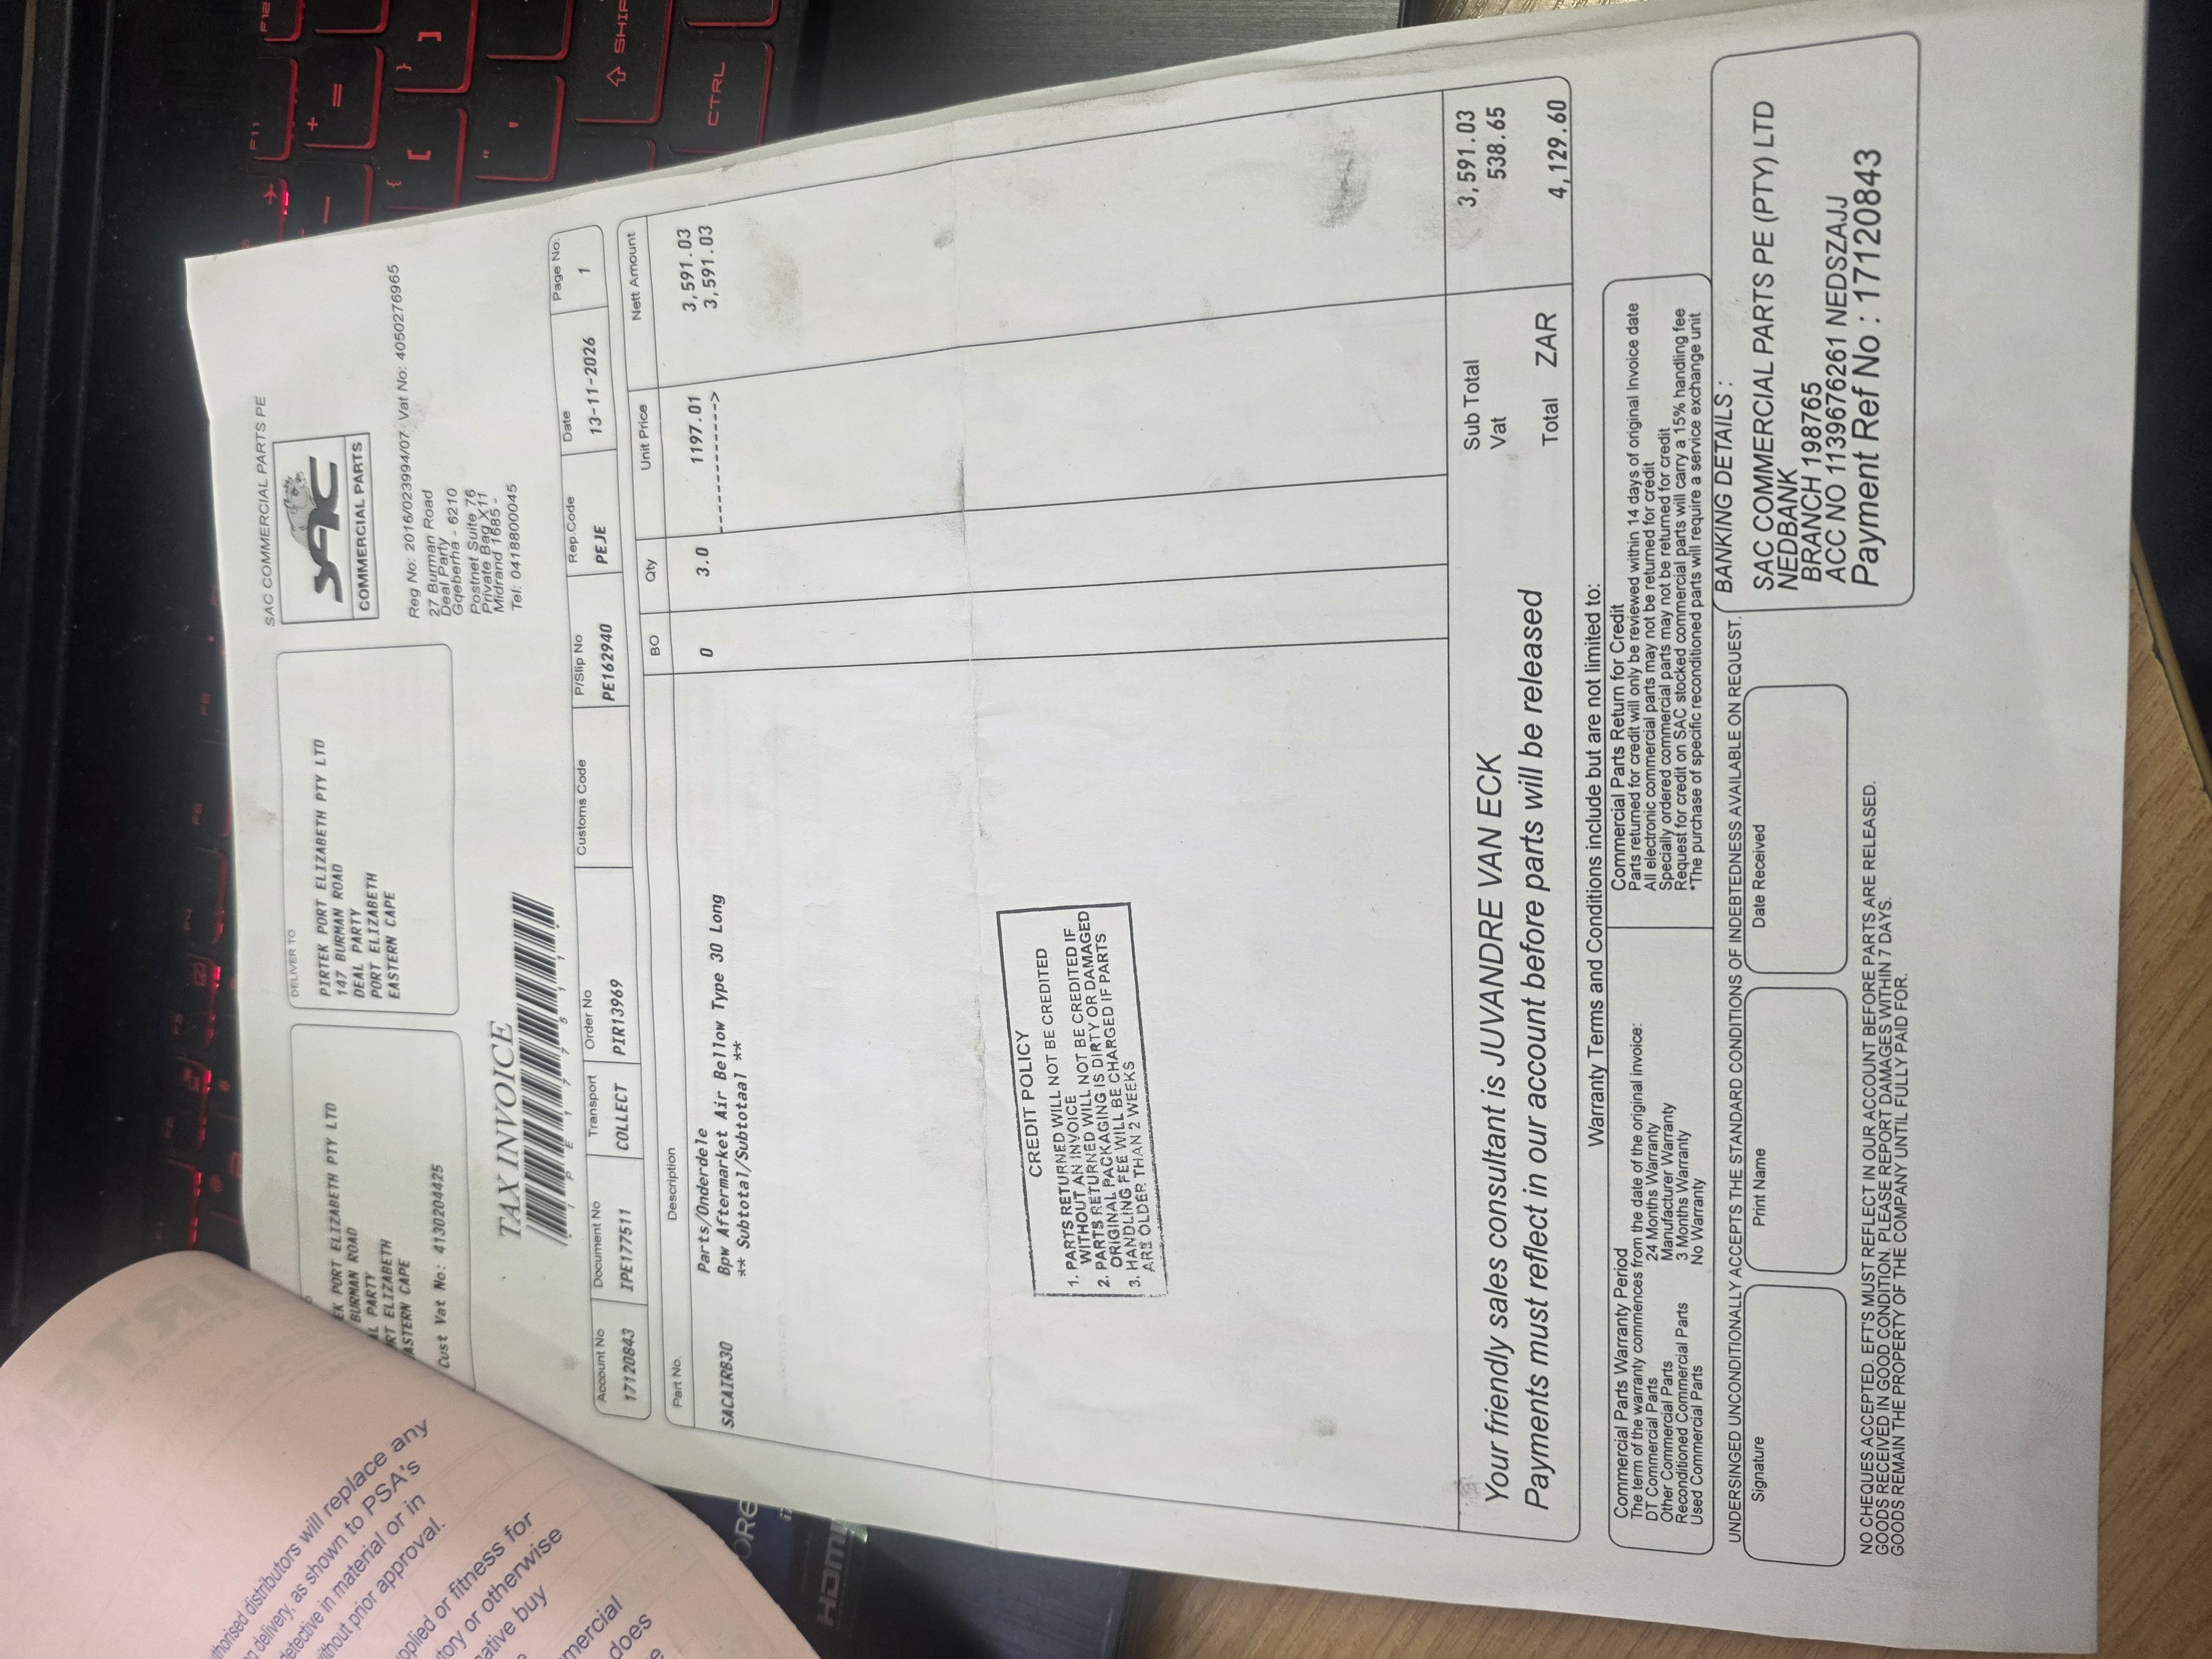 authorised distributors will replace any
delivery, as shown to PSA's
defective in material or in
without prior approval.
supplied or fitness for
or otherwise
buy
does
DELIVER TO
EK PORT ELIZABETH PTY LTD
BURMAN ROAD
AL PARTY
RT ELIZABETH
ASTERN CAPE
Cust Vat No: 4130204425
PIRTEK PORT ELIZABETH PTY LTD
147 BURMAN ROAD
DEAL PARTY
PORT ELIZABETH
EASTERN CAPE
SAC COMMERCIAL PARTS PE
SAC
COMMERCIAL PARTS
Reg No: 2016/023994/07 Vat No: 4050276965
27 Burman Road
Deal Party
Gqeberha - 6210
Postnet Suite 76
Private Bag X11
Midrand 1685 -
Tel: 0418800045
TAX INVOICE
* I P E 1 7 7 5 1 1 *
Account No Document No Transport Order No Customs Code P/Slip No Rep.Code Date Page No.
17120843 IPE177511 COLLECT PIR13969 PE162940 PEJE 13-11-2026 1
Part No. Description BO Qty Unit Price Nett Amount
Parts/Onderdele
SACAIRB30 Bpw Aftermarket Air Bellow Type 30 Long 0 3.0 1197.01 3,591.03
** Subtotal/Subtotaal ** ------------> 3,591.03
CREDIT POLICY
1. PARTS RETURNED WILL NOT BE CREDITED
WITHOUT AN INVOICE
2. PARTS RETURNED WILL NOT BE CREDITED IF
ORIGINAL PACKAGING IS DIRTY OR DAMAGED
3. HANDLING FEE WILL BE CHARGED IF PARTS
ARE OLDER THAN 2 WEEKS
Your friendly sales consultant is JUVANDRE VAN ECK
Payments must reflect in our account before parts will be released
Sub Total 3,591.03
Vat 538.65
Total ZAR 4,129.60
Warranty Terms and Conditions include but are not limited to:
Commercial Parts Warranty Period
The term of the warranty commences from the date of the original invoice:
DT Commercial Parts 24 Months Warranty
Other Commercial Parts Manufacturer Warranty
Reconditioned Commercial Parts 3 Months Warranty
Used Commercial Parts No Warranty
Commercial Parts Return for Credit
Parts returned for credit will only be reviewed within 14 days of original Invoice date
All electronic commercial parts may not be returned for credit
Specially ordered commercial parts may not be returned for credit
Request for credit on SAC stocked commercial parts will carry a 15% handling fee
*The purchase of specific reconditioned parts will require a service exchange unit
UNDERSINGED UNCONDITIONALLY ACCEPTS THE STANDARD CONDITIONS OF INDEBTEDNESS AVAILABLE ON REQUEST.
Signature Print Name Date Received
BANKING DETAILS :
SAC COMMERCIAL PARTS PE (PTY) LTD
NEDBANK
BRANCH 198765
ACC NO 1139676261 NEDSZAJJ
Payment Ref No : 17120843
NO CHEQUES ACCEPTED. EFT'S MUST REFLECT IN OUR ACCOUNT BEFORE PARTS ARE RELEASED.
GOODS RECEIVED IN GOOD CONDITION. PLEASE REPORT DAMAGES WITHIN 7 DAYS.
GOODS REMAIN THE PROPERTY OF THE COMPANY UNTIL FULLY PAID FOR.
HDMI
F11
F12
SHIF
CTRL